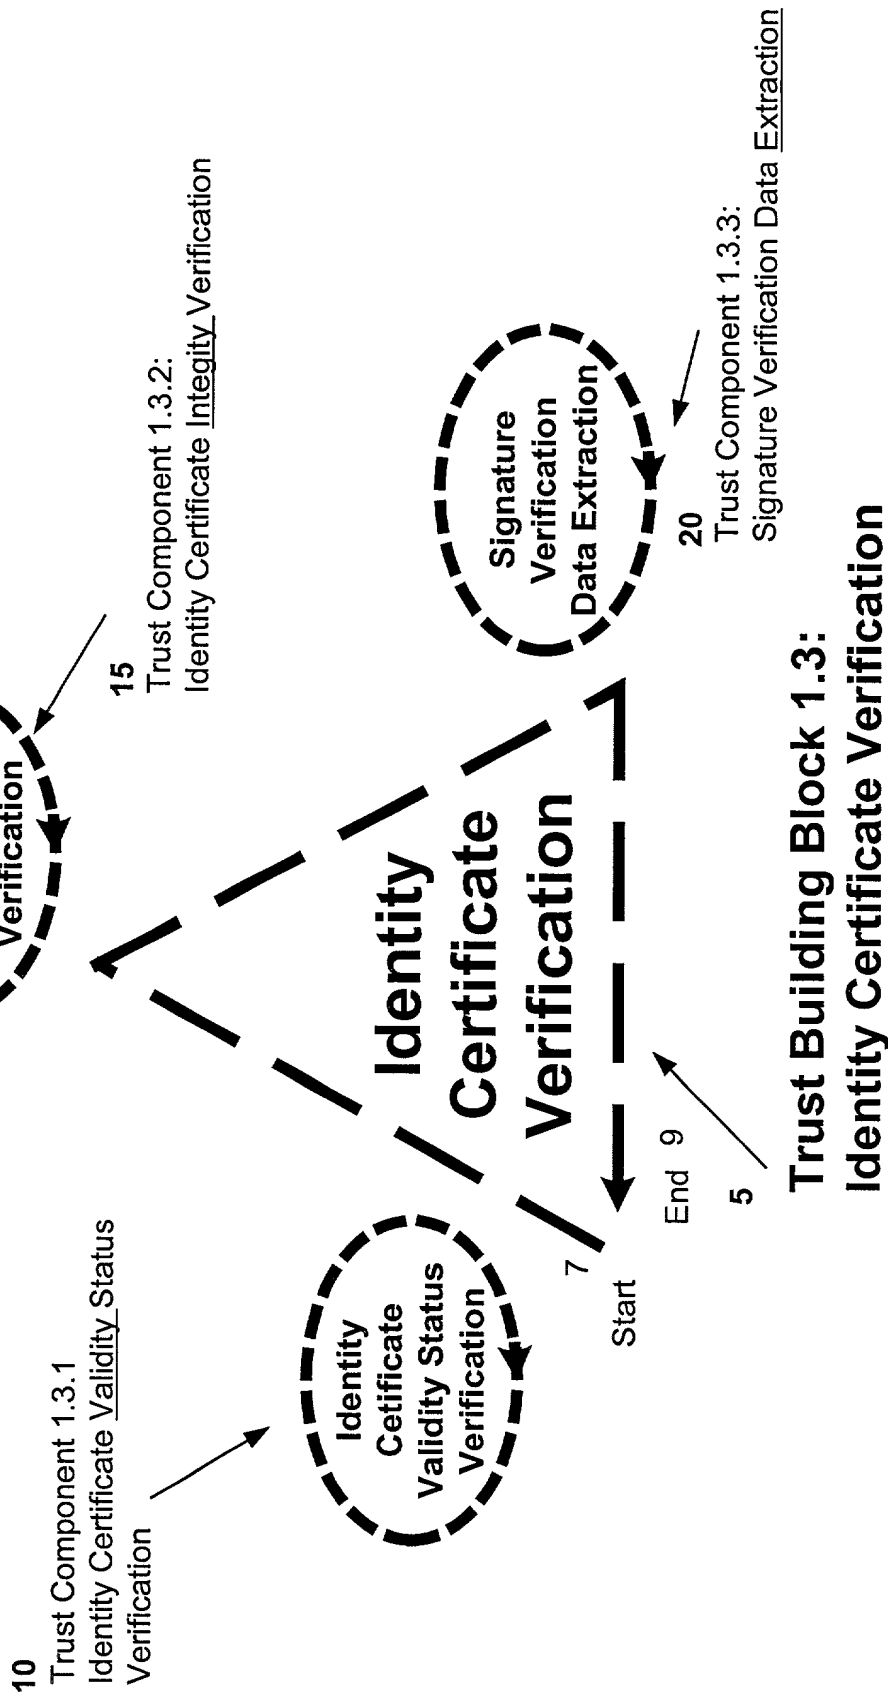 10
Trust Component 1.3.1
Identity Certificate Validity Status
Verification
Verification
15
Trust Component 1.3.2:
Identity Certificate Integity Verification
Identity
Cetificate
Validity Status
Verification
Identity
Certificate
Verification
Signature
Verification
Data Extraction
7
Start
End 9
5
20
Trust Component 1.3.3:
Signature Verification Data Extraction
Trust Building Block 1.3:
Identity Certificate Verification